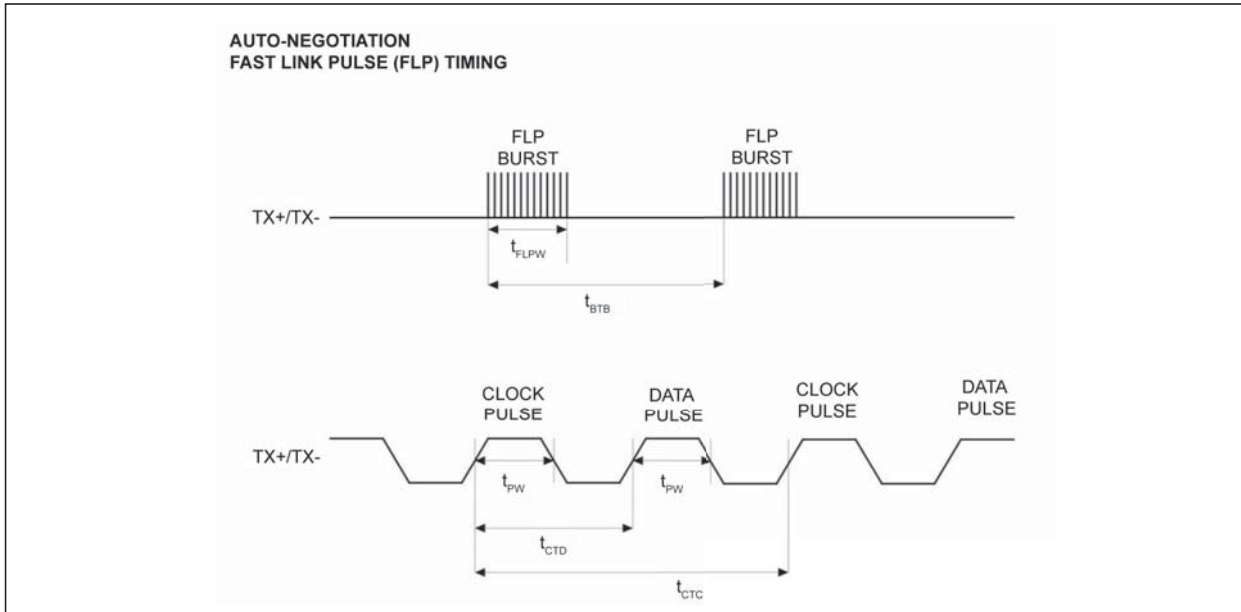 AUTO-NEGOTIATION
FAST LINK PULSE (FLP) TIMING
FLP
BURST
FLP
BURST
TX+/TX-
tFLPW
tBTB
CLOCK
PULSE
DATA
PULSE
CLOCK
PULSE
DATA
PULSE
TX+/TX-
tPW
tPW
tCTD
tCTC